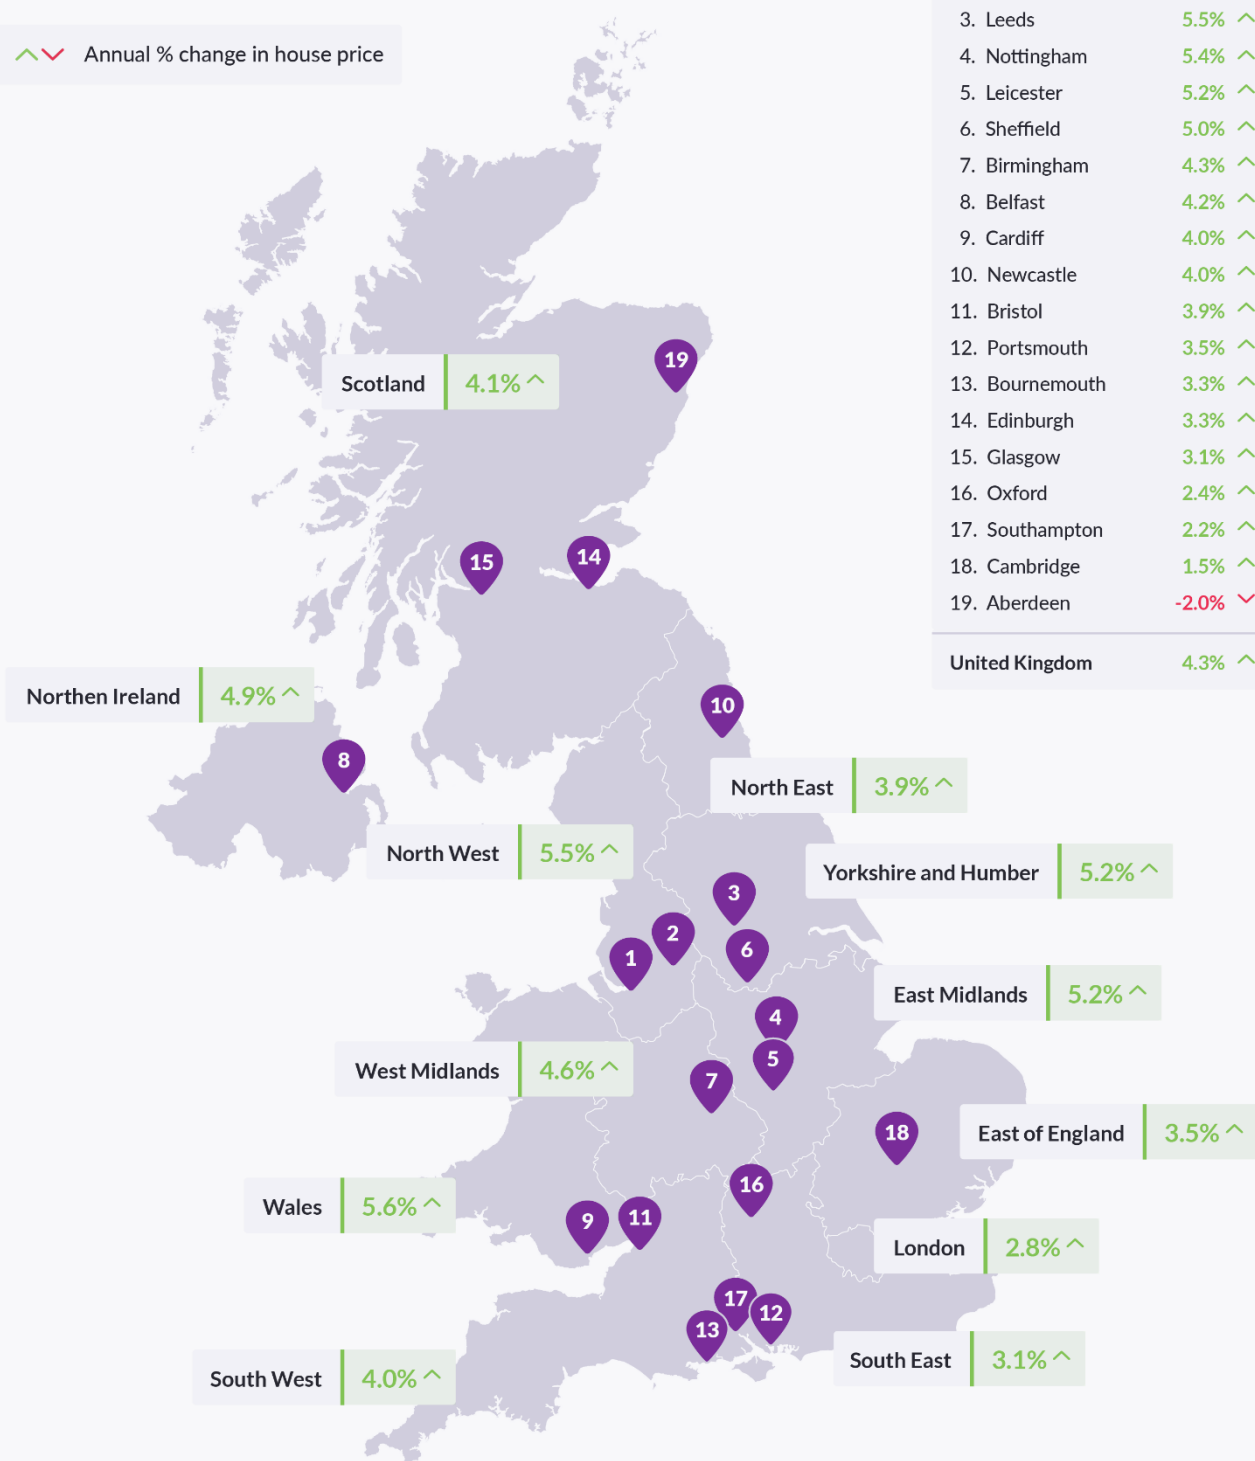 Annual % change in house price
3. Leeds 5.5%
4. Nottingham 5.4%
5. Leicester 5.2%
6. Sheffield 5.0%
7. Birmingham 4.3%
8. Belfast 4.2%
9. Cardiff 4.0%
10. Newcastle 4.0%
11. Bristol 3.9%
12. Portsmouth 3.5%
13. Bournemouth 3.3%
14. Edinburgh 3.3%
15. Glasgow 3.1%
16. Oxford 2.4%
17. Southampton 2.2%
18. Cambridge 1.5%
19. Aberdeen -2.0%
United Kingdom 4.3%
19
Scotland 4.1%
15
14
Northen Ireland 4.9%
10
8
North East 3.9%
North West 5.5%
Yorkshire and Humber 5.2%
3
2
1
6
East Midlands 5.2%
4
5
West Midlands 4.6%
7
18
East of England 3.5%
16
Wales 5.6%
9
11
London 2.8%
17
12
13
South East 3.1%
South West 4.0%